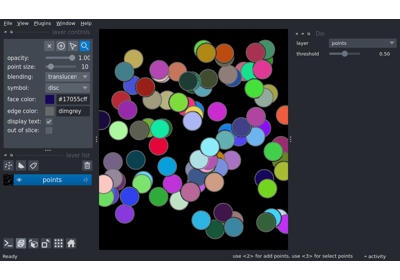 File View Plugins Window Help
layer controls
opacity: 1.00
point size: 10
blending: translucen
symbol: disc
face color: #17055cff
edge color: dimgrey
display text:
out of slice:
layer list
points
layer points
threshold 0.50
Ready
use <2> for add points, use <3> for select points
activity